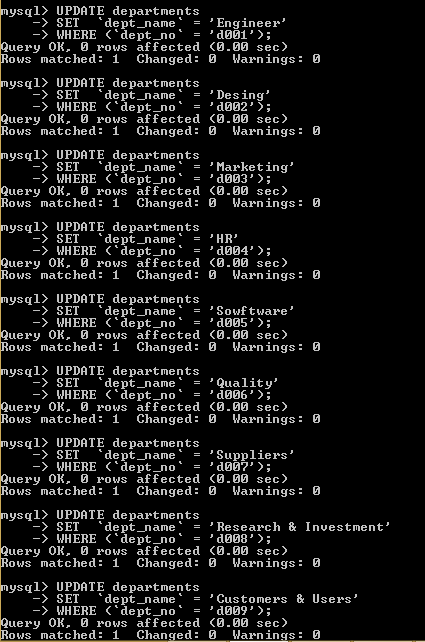 mysql> UPDATE departments
    -> SET  `dept_name` = 'Engineer'
    -> WHERE (`dept_no` = 'd001');
Query OK, 0 rows affected (0.00 sec)
Rows matched: 1  Changed: 0  Warnings: 0
mysql> UPDATE departments
    -> SET  `dept_name` = 'Desing'
    -> WHERE (`dept_no` = 'd002');
Query OK, 0 rows affected (0.00 sec)
Rows matched: 1  Changed: 0  Warnings: 0
mysql> UPDATE departments
    -> SET  `dept_name` = 'Marketing'
    -> WHERE (`dept_no` = 'd003');
Query OK, 0 rows affected (0.00 sec)
Rows matched: 1  Changed: 0  Warnings: 0
mysql> UPDATE departments
    -> SET  `dept_name` = 'HR'
    -> WHERE (`dept_no` = 'd004');
Query OK, 0 rows affected (0.00 sec)
Rows matched: 1  Changed: 0  Warnings: 0
mysql> UPDATE departments
    -> SET  `dept_name` = 'Sowftware'
    -> WHERE (`dept_no` = 'd005');
Query OK, 0 rows affected (0.00 sec)
Rows matched: 1  Changed: 0  Warnings: 0
mysql> UPDATE departments
    -> SET  `dept_name` = 'Quality'
    -> WHERE (`dept_no` = 'd006');
Query OK, 0 rows affected (0.00 sec)
Rows matched: 1  Changed: 0  Warnings: 0
mysql> UPDATE departments
    -> SET  `dept_name` = 'Suppliers'
    -> WHERE (`dept_no` = 'd007');
Query OK, 0 rows affected (0.00 sec)
Rows matched: 1  Changed: 0  Warnings: 0
mysql> UPDATE departments
    -> SET  `dept_name` = 'Research & Investment'
    -> WHERE (`dept_no` = 'd008');
Query OK, 0 rows affected (0.00 sec)
Rows matched: 1  Changed: 0  Warnings: 0
mysql> UPDATE departments
    -> SET  `dept_name` = 'Customers & Users'
    -> WHERE (`dept_no` = 'd009');
Query OK, 0 rows affected (0.00 sec)
Rows matched: 1  Changed: 0  Warnings: 0